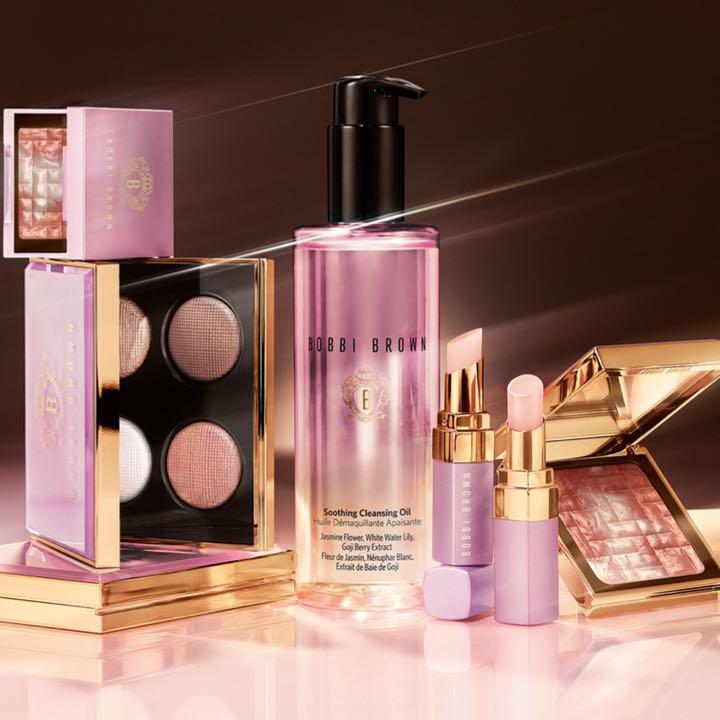 BOBBI BROWN
B
BOBBI BROWN
B
BOBBI BROWN
B
Soothing Cleansing Oil
Huile Démaquillante Apaisante
Jasmine Flower, White Water Lily,
Goji Berry Extract
Fleur de Jasmin, Nénuphar Blanc,
Extrait de Baie de Goji
BOBBI BROWN